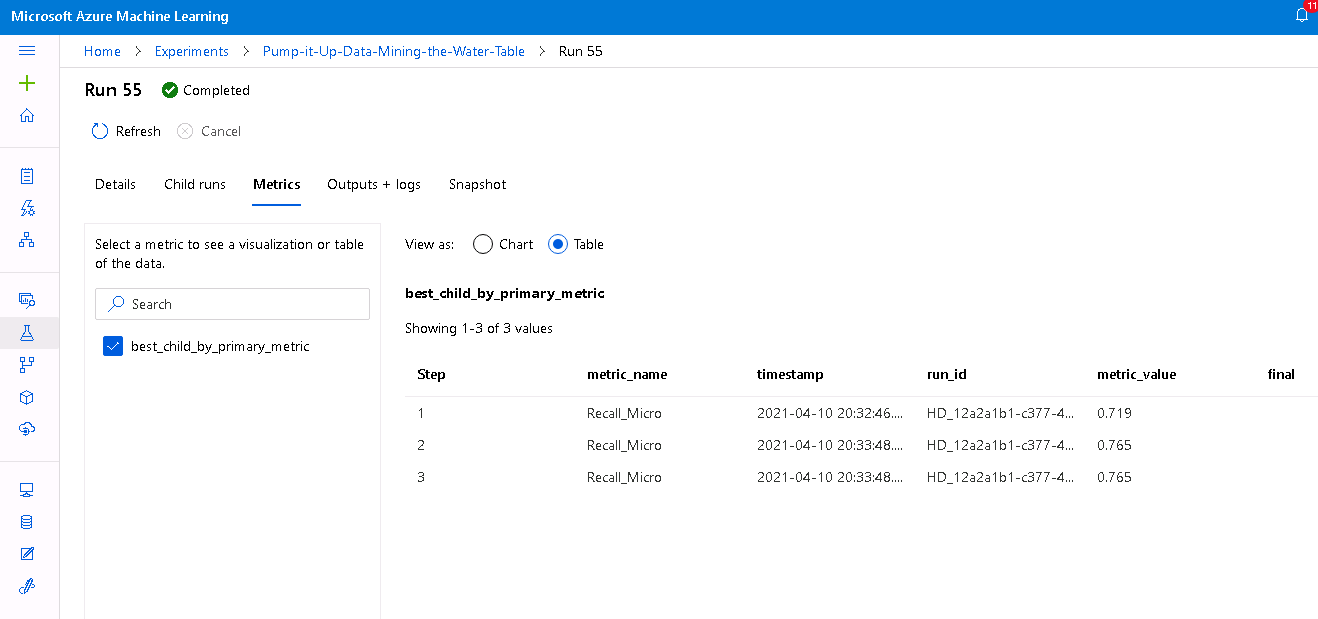 Microsoft Azure Machine Learning
11
Home > Experiments > Pump-it-Up-Data-Mining-the-Water-Table > Run 55
Run 55 Completed
Refresh Cancel
Details Child runs Metrics Outputs + logs Snapshot
Select a metric to see a visualization or table
of the data.
Search
best_child_by_primary_metric
View as: Chart Table
best_child_by_primary_metric
Showing 1-3 of 3 values
Step metric_name timestamp run_id metric_value final
1 Recall_Micro 2021-04-10 20:32:46.... HD_12a2a1b1-c377-4... 0.719
2 Recall_Micro 2021-04-10 20:33:48.... HD_12a2a1b1-c377-4... 0.765
3 Recall_Micro 2021-04-10 20:33:48.... HD_12a2a1b1-c377-4... 0.765